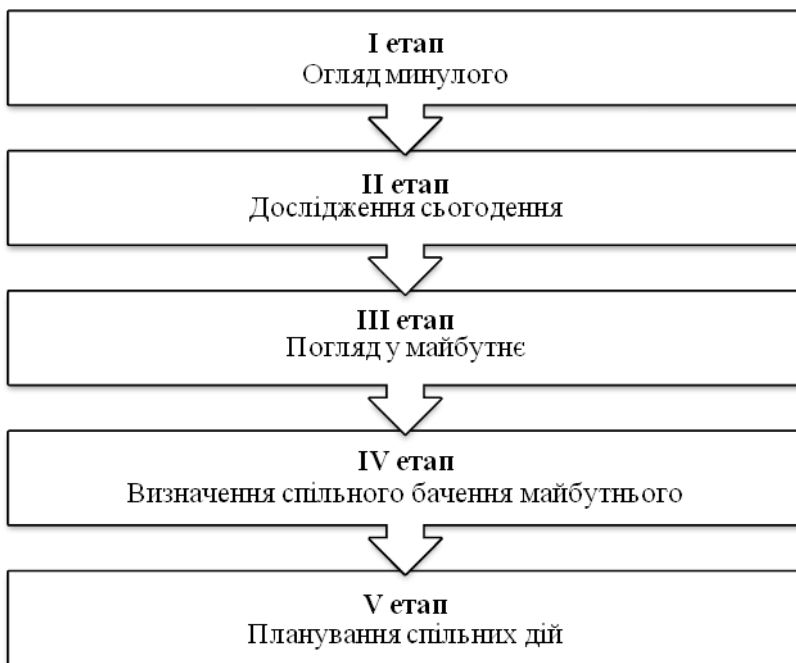 I етап
Огляд минулого
II етап
Дослідження сьогодення
III етап
Погляд у майбутнє
IV етап
Визначення спільного бачення майбутнього
V етап
Планування спільних дій